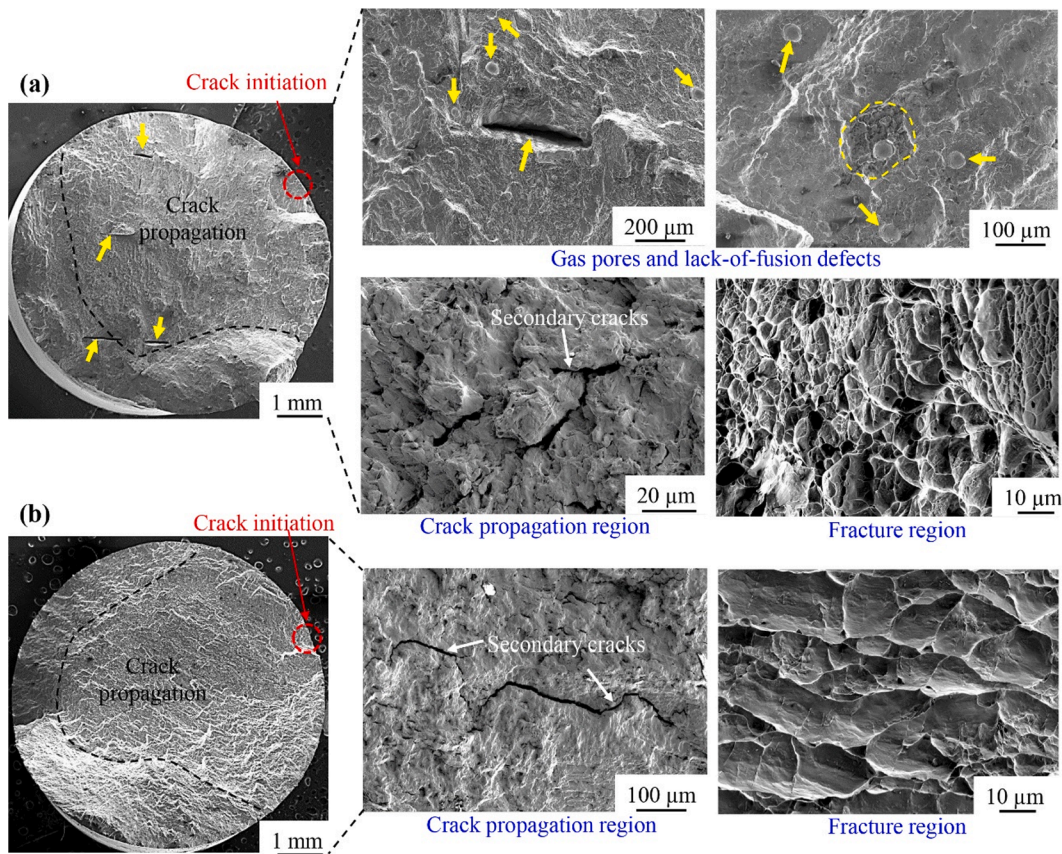 (a)
Crack initiation
Crack
propagation
1 mm
200 µm
100 µm
Gas pores and lack-of-fusion defects
Secondary cracks
20 µm
10 µm
Crack propagation region
Fracture region
(b)
Crack initiation
Crack
propagation
1 mm
Secondary cracks
100 µm
10 µm
Crack propagation region
Fracture region